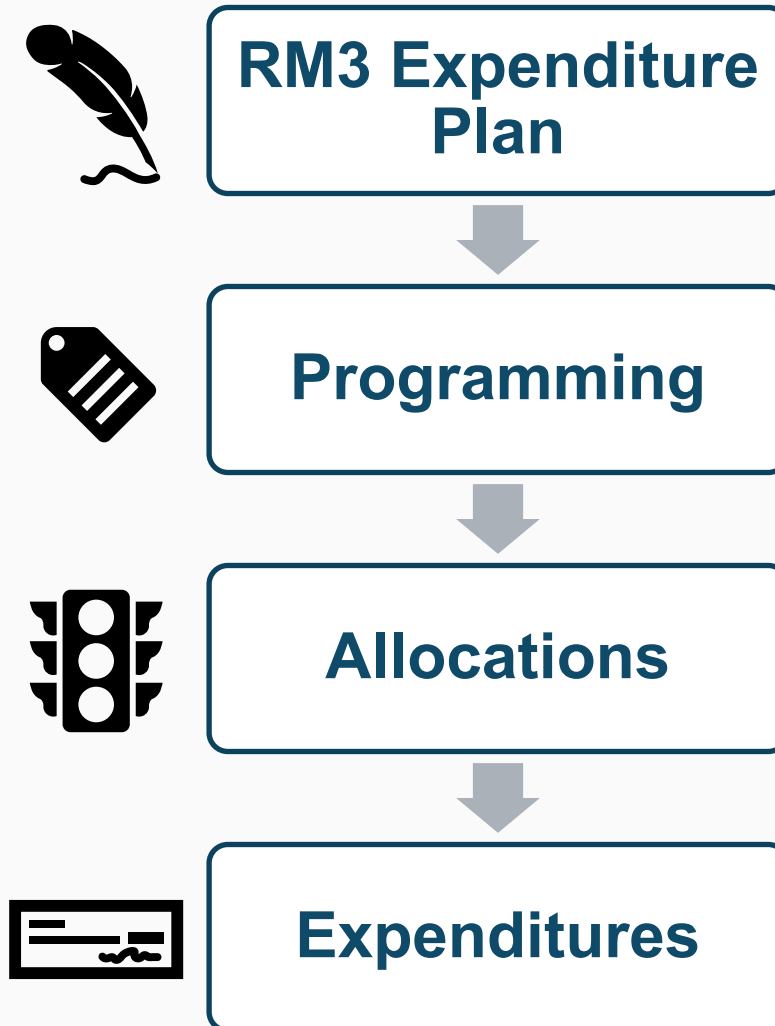 RM3 Expenditure
Plan
Programming
Allocations
Expenditures